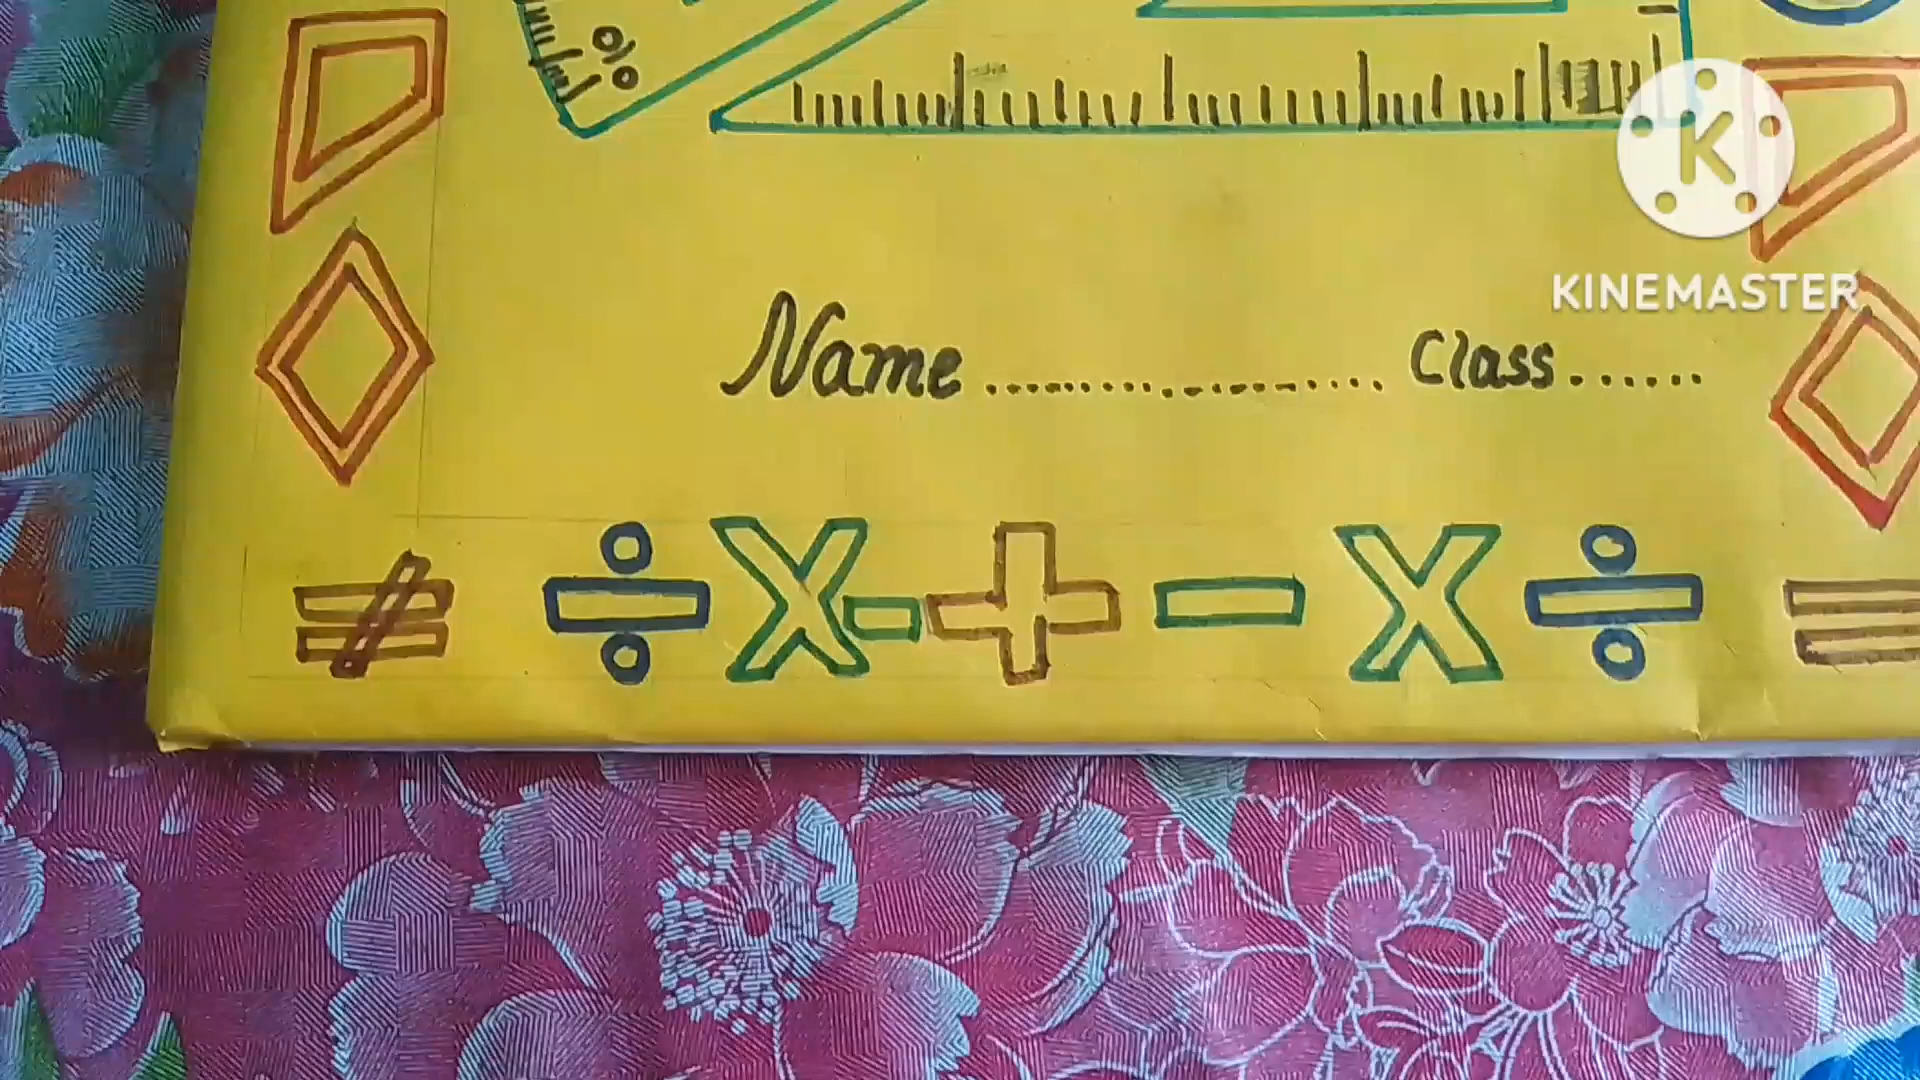 %
K
KINEMASTER
Name .................... Class ......
≠ ÷ X - + - X ÷ =